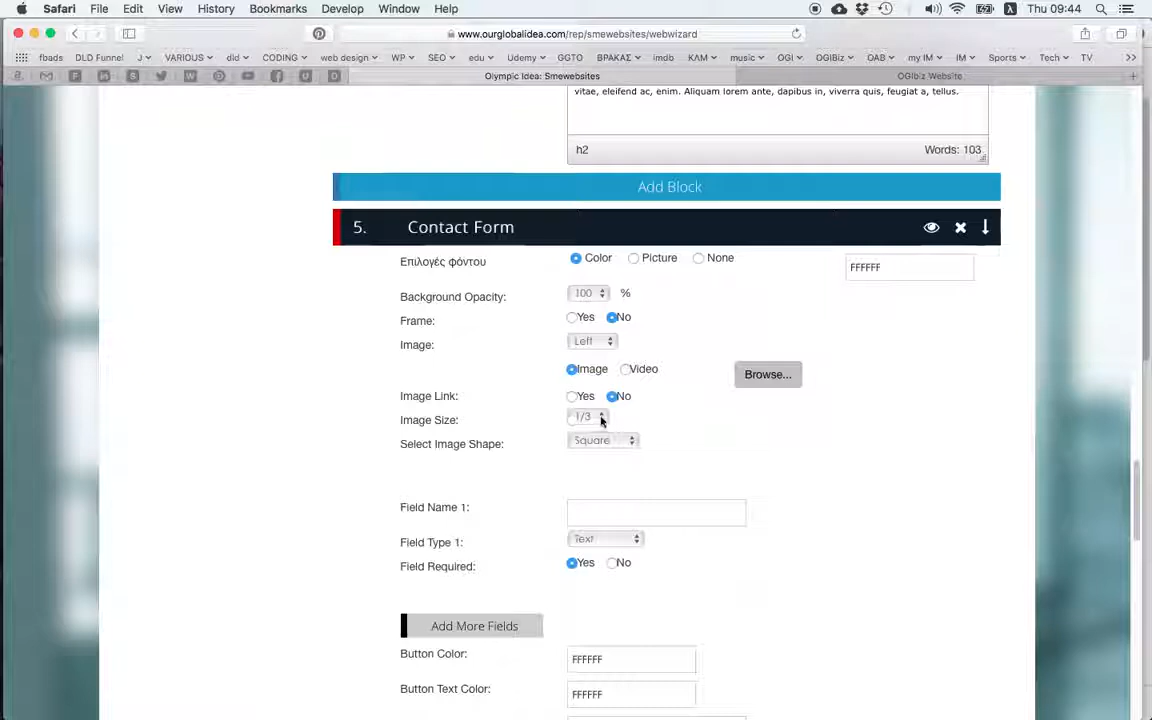 Safari File Edit View History Bookmarks Develop Window Help Thu 09:44
www.ourglobalidea.com/rep/smewebsites/webwizard
fbads DLD Funnel J VARIOUS dld CODING web design WP SEO edu Udemy GGTO ΒΡΑΚΑΣ imdb ΚΛΜ music OGI OGIBiz OAB my IM IM Sports Tech TV
Olympic Idea: Smewebsites OGIbiz Website
vitae, eleifend ac, enim. Aliquam lorem ante, dapibus in, viverra quis, feugiat a, tellus.
h2 Words: 103
Add Block
5. Contact Form
Επιλογές φόντου Color Picture None FFFFFF
Background Opacity: 100 %
Frame: Yes No
Image: Left
Image Video Browse...
Image Link: Yes No
Image Size: 1/3
Select Image Shape: Square
Field Name 1:
Field Type 1: Text
Field Required: Yes No
Add More Fields
Button Color: FFFFFF
Button Text Color: FFFFFF